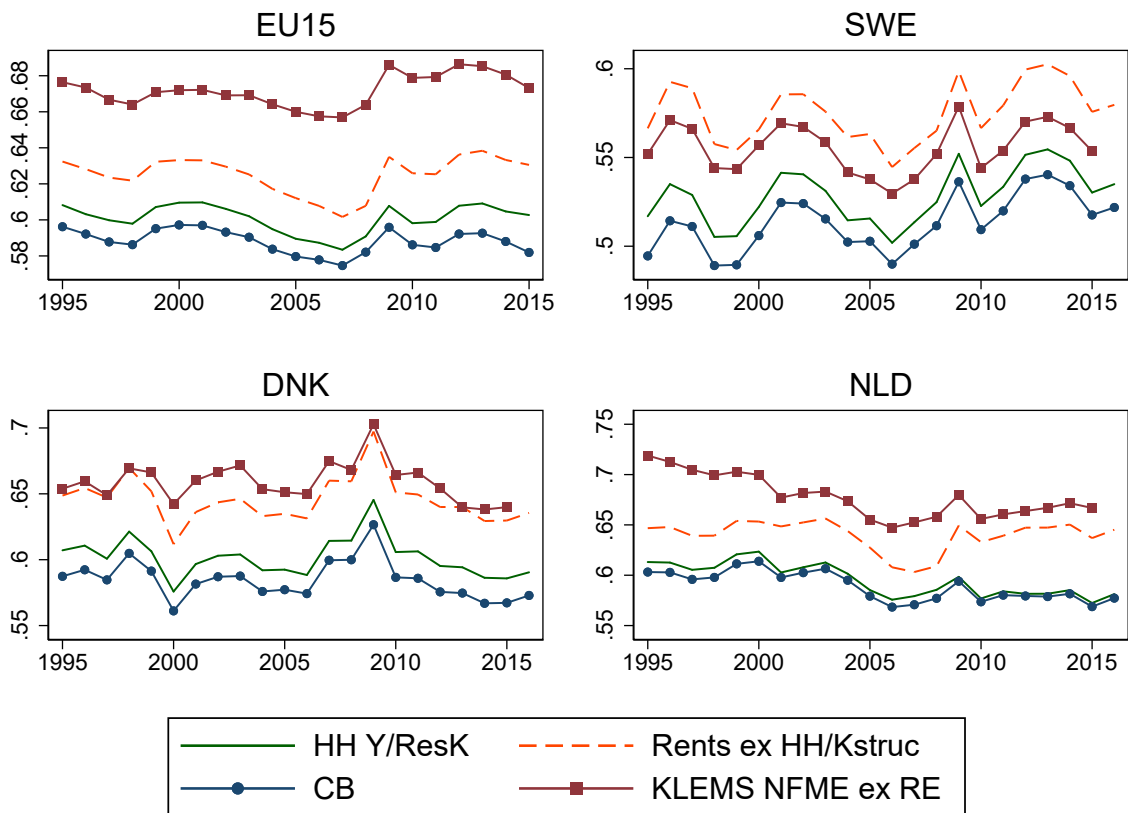 EU15
SWE
.58 .6 .62 .64 .66 .68
.5 .55 .6
1995 2000 2005 2010 2015
1995 2000 2005 2010 2015
DNK
NLD
.55 .6 .65 .7
.55 .6 .65 .7 .75
1995 2000 2005 2010 2015
1995 2000 2005 2010 2015
HH Y/ResK
Rents ex HH/Kstruc
CB
KLEMS NFME ex RE